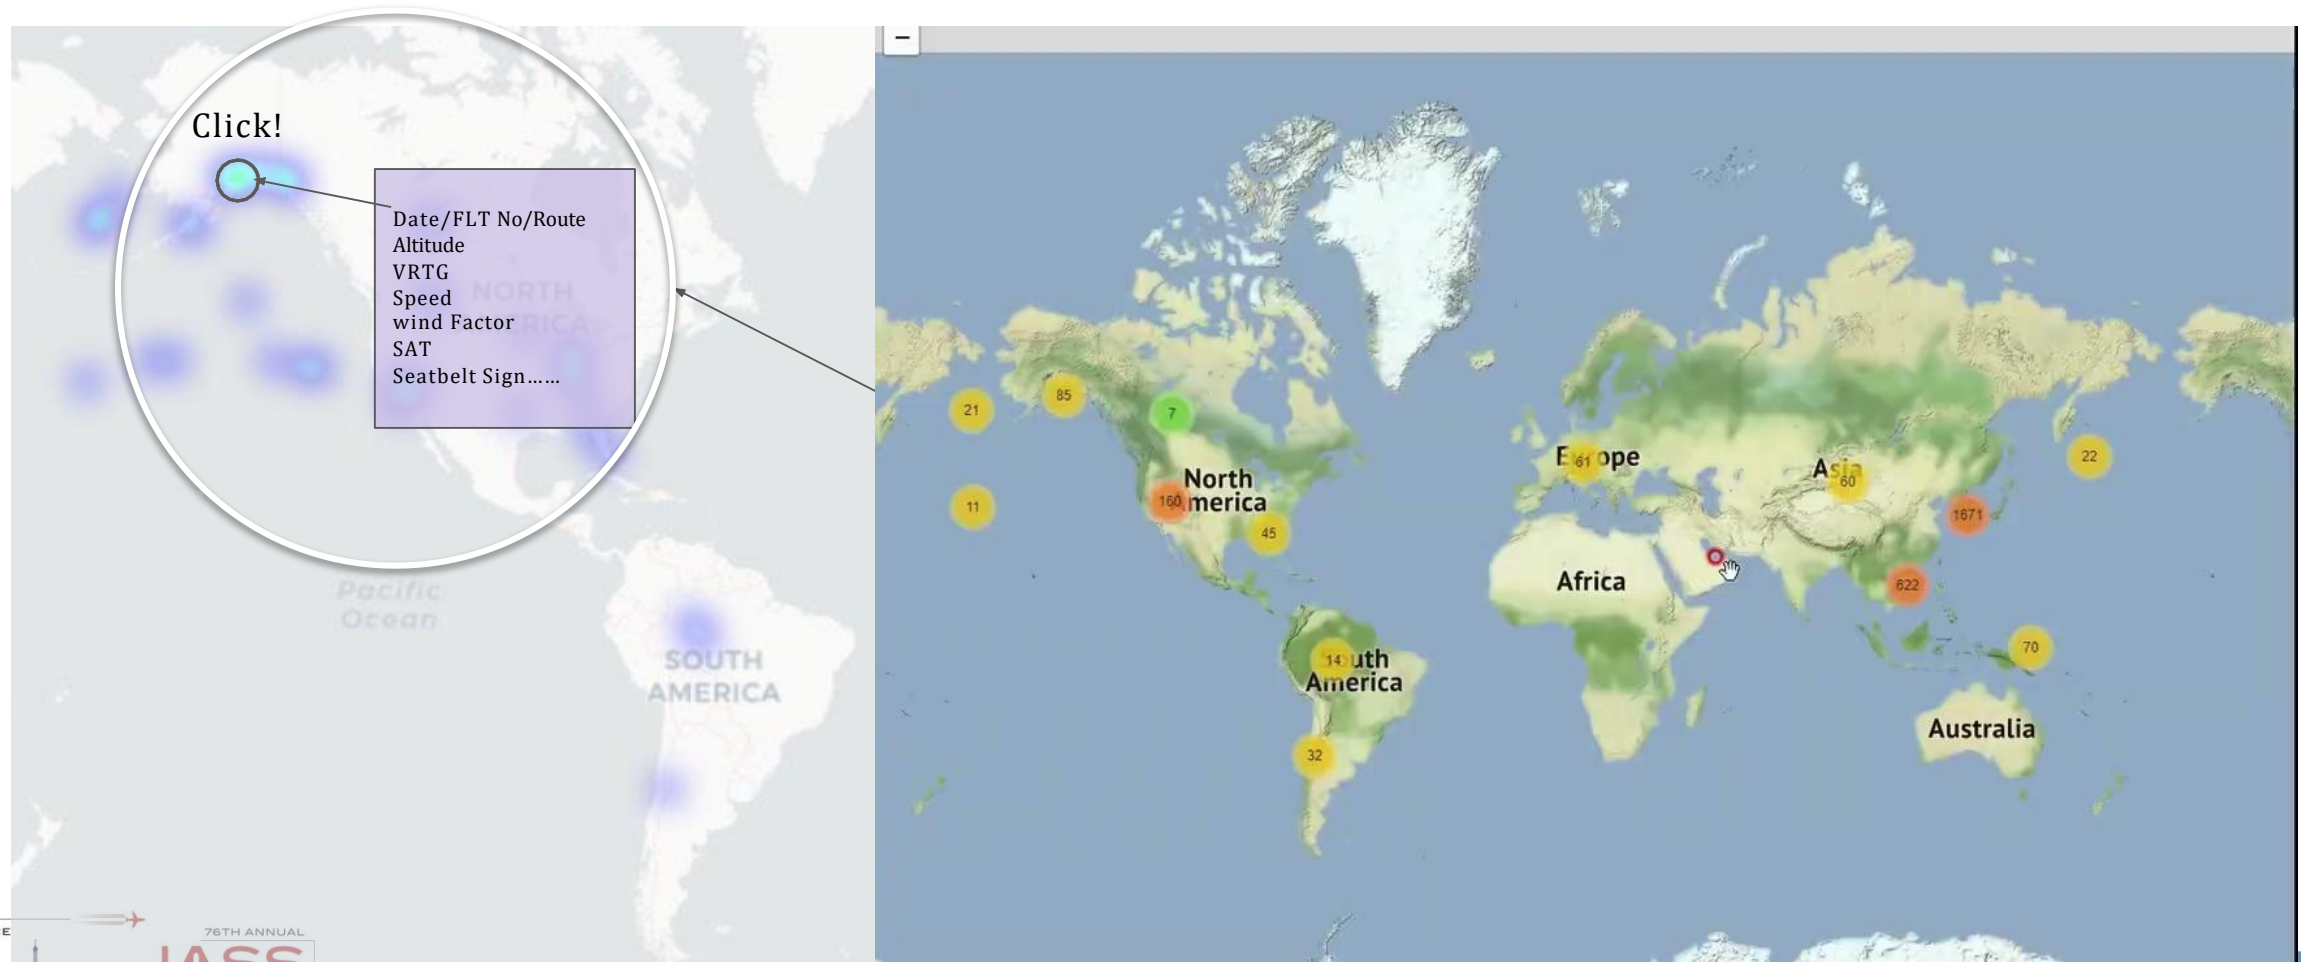 Click!
Date/FLT No/Route
Altitude
VRTG
Speed
wind Factor
SAT
Seatbelt Sign......
NORTH
AMERICA
Pacific
Ocean
SOUTH
AMERICA
76TH ANNUAL
IASS
−
85
21
7
11
North
America
160
45
Europe
61
Asia
60
22
1671
622
Africa
70
South
14
America
32
Australia